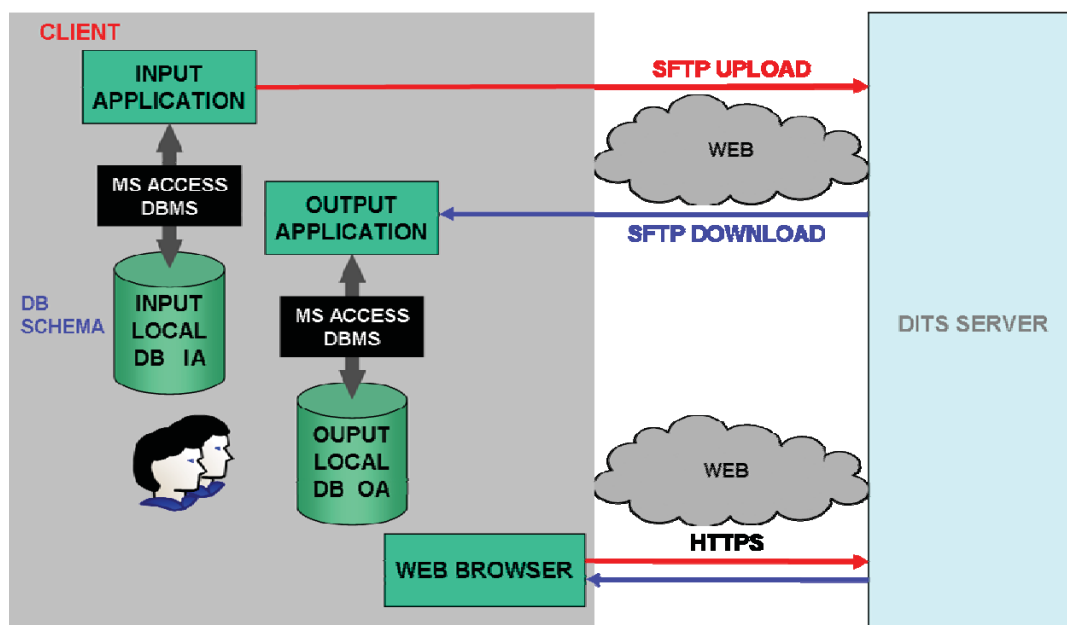 CLIENT
INPUT
APPLICATION
SFTP UPLOAD
WEB
MS ACCESS
DBMS
OUTPUT
APPLICATION
SFTP DOWNLOAD
DB
SCHEMA
INPUT
LOCAL
DB IA
MS ACCESS
DBMS
DITS SERVER
OUPUT
LOCAL
DB OA
WEB
HTTPS
WEB BROWSER